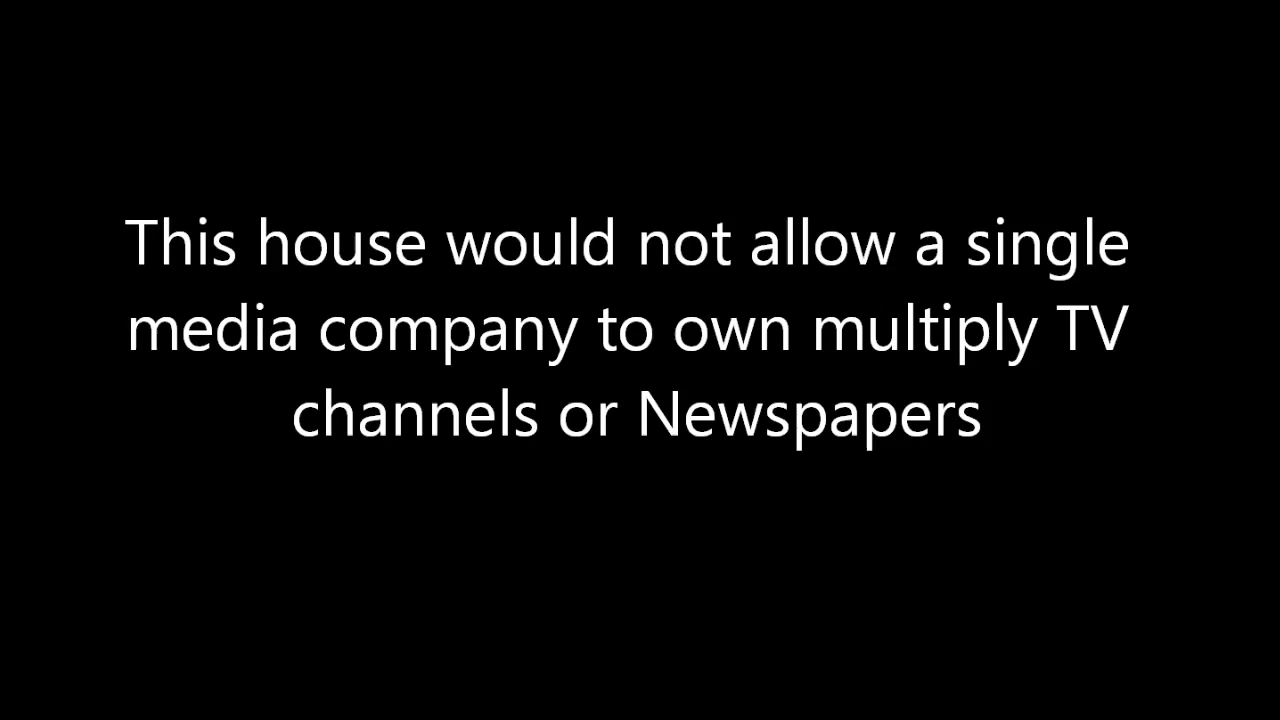 This house would not allow a single
media company to own multiply TV
channels or Newspapers